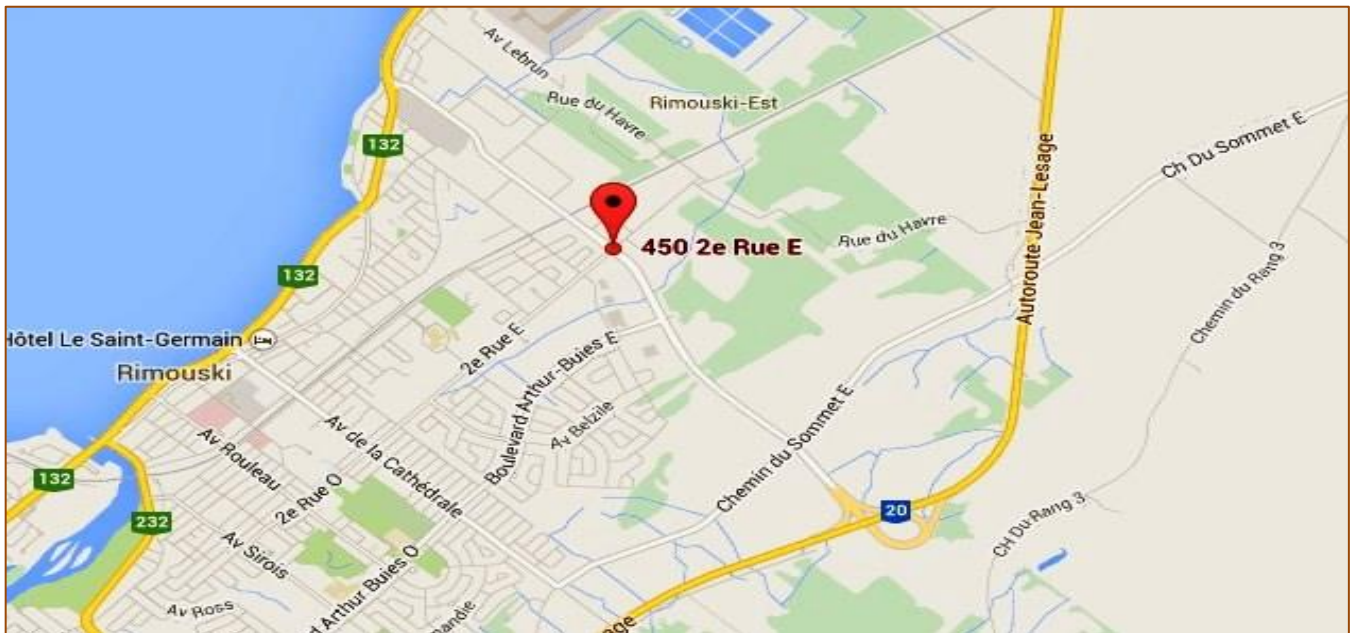 Av Lebrun
Rue du Havre
Rimouski-Est
132
Ch Du Sommet E
Autoroute Jean-Lesage
450 2e Rue E
Rue du Havre
132
Chemin du Rang 3
Hôtel Le Saint-Germain
Rimouski
2e Rue E
Boulevard Arthur-Buies E
Av Belzile
Av de la Cathédrale
Av Rouleau
Chemin du Sommet E
132
2e Rue O
20
232
CH Du Rang 3
Av Sirois
Arthur Buies O
Av Ross